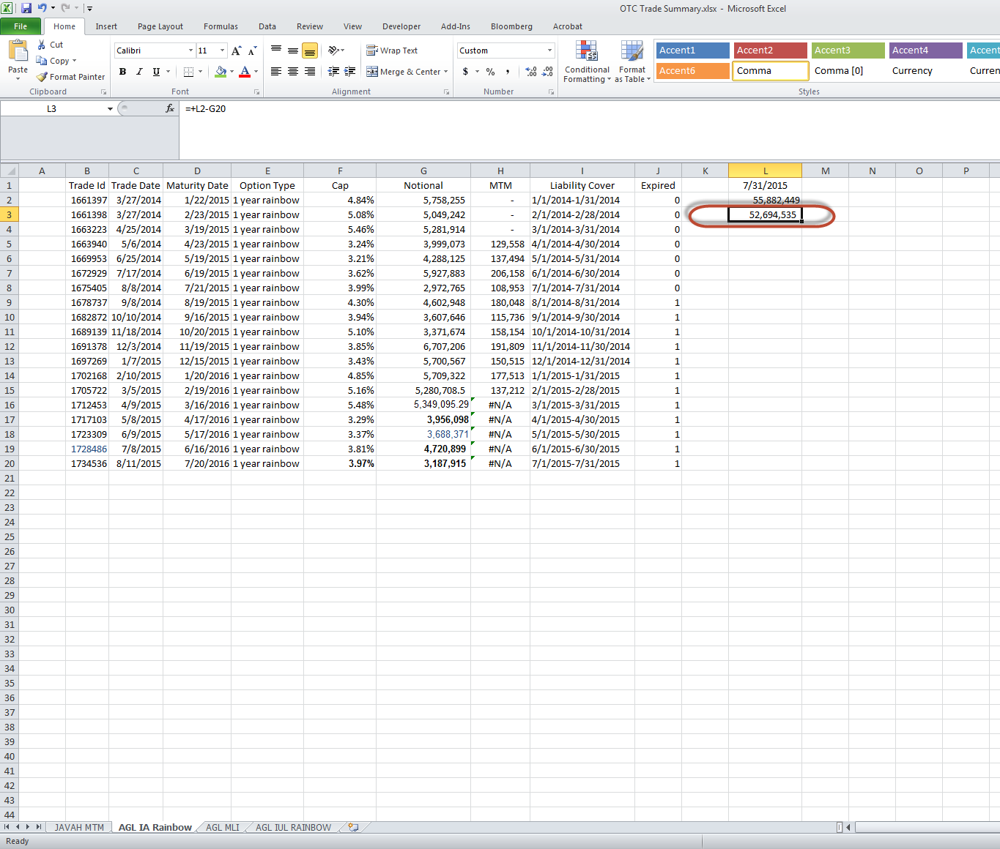 OTC Trade Summary.xlsx - Microsoft Excel
File Home Insert Page Layout Formulas Data Review View Developer Add-Ins Bloomberg Acrobat
Paste
Cut
Copy
Format Painter
Clipboard
Calibri 11
B I U
Font
Wrap Text
Merge & Center
Alignment
Custom
$ % , .00 .00
Number
Conditional Formatting
Format as Table
Accent1 Accent2 Accent3 Accent4 Accent
Accent6 Comma Comma [0] Currency Curren
Styles
L3 fx =+L2-G20
A B C D E F G H I J K L M N O P
1 Trade Id Trade Date Maturity Date Option Type Cap Notional MTM Liability Cover Expired 7/31/2015
2 1661397 3/27/2014 1/22/2015 1 year rainbow 4.84% 5,758,255 - 1/1/2014-1/31/2014 0 55,882,449
3 1661398 3/27/2014 2/23/2015 1 year rainbow 5.08% 5,049,242 - 2/1/2014-2/28/2014 0 52,694,535
4 1663223 4/25/2014 3/19/2015 1 year rainbow 5.46% 5,281,914 - 3/1/2014-3/31/2014 0
5 1663940 5/6/2014 4/23/2015 1 year rainbow 3.24% 3,999,073 129,558 4/1/2014-4/30/2014 0
6 1669953 6/25/2014 5/19/2015 1 year rainbow 3.21% 4,288,125 137,494 5/1/2014-5/31/2014 0
7 1672929 7/17/2014 6/19/2015 1 year rainbow 3.62% 5,927,883 206,158 6/1/2014-6/30/2014 0
8 1675405 8/8/2014 7/21/2015 1 year rainbow 3.99% 2,972,765 108,953 7/1/2014-7/31/2014 0
9 1678737 9/8/2014 8/19/2015 1 year rainbow 4.30% 4,602,948 180,048 8/1/2014-8/31/2014 1
10 1682872 10/10/2014 9/16/2015 1 year rainbow 3.94% 3,607,646 115,736 9/1/2014-9/30/2014 1
11 1689139 11/18/2014 10/20/2015 1 year rainbow 5.10% 3,371,674 158,154 10/1/2014-10/31/2014 1
12 1691378 12/3/2014 11/19/2015 1 year rainbow 3.85% 6,707,206 191,809 11/1/2014-11/30/2014 1
13 1697269 1/7/2015 12/15/2015 1 year rainbow 3.43% 5,700,567 150,515 12/1/2014-12/31/2014 1
14 1702168 2/10/2015 1/20/2016 1 year rainbow 4.85% 5,709,322 177,513 1/1/2015-1/31/2015 1
15 1705722 3/5/2015 2/19/2016 1 year rainbow 5.16% 5,280,708.5 137,212 2/1/2015-2/28/2015 1
16 1712453 4/9/2015 3/16/2016 1 year rainbow 5.48% 5,349,095.29 #N/A 3/1/2015-3/31/2015 1
17 1717103 5/8/2015 4/17/2016 1 year rainbow 3.29% 3,956,098 #N/A 4/1/2015-4/30/2015 1
18 1723309 6/9/2015 5/17/2016 1 year rainbow 3.37% 3,688,371 #N/A 5/1/2015-5/30/2015 1
19 1728486 7/8/2015 6/16/2016 1 year rainbow 3.81% 4,720,899 #N/A 6/1/2015-6/30/2015 1
20 1734536 8/11/2015 7/20/2016 1 year rainbow 3.97% 3,187,915 #N/A 7/1/2015-7/31/2015 1
21
22
23
24
25
26
27
28
29
30
31
32
33
34
35
36
37
38
39
40
41
42
43
44
JAVAH MTM AGL IA Rainbow AGL MLI AGL IUL RAINBOW
Ready